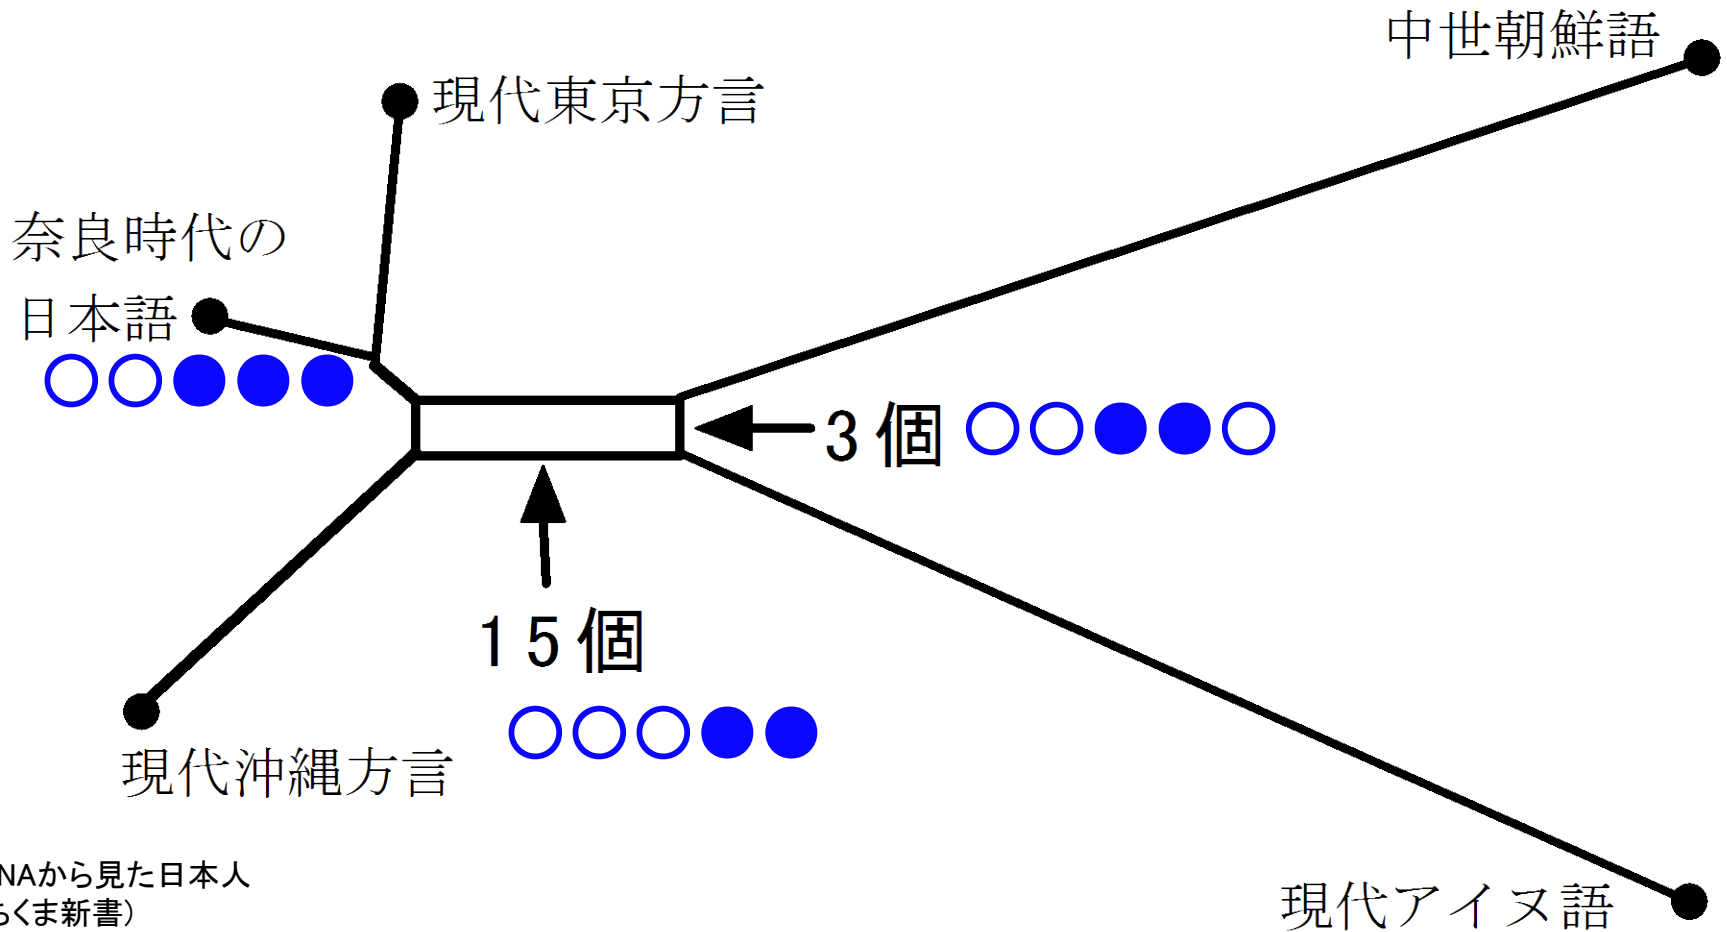 中世朝鮮語
現代東京方言
奈良時代の
日本語
3個
15個
現代沖縄方言
NAから見た日本人
くま新書）
現代アイヌ語